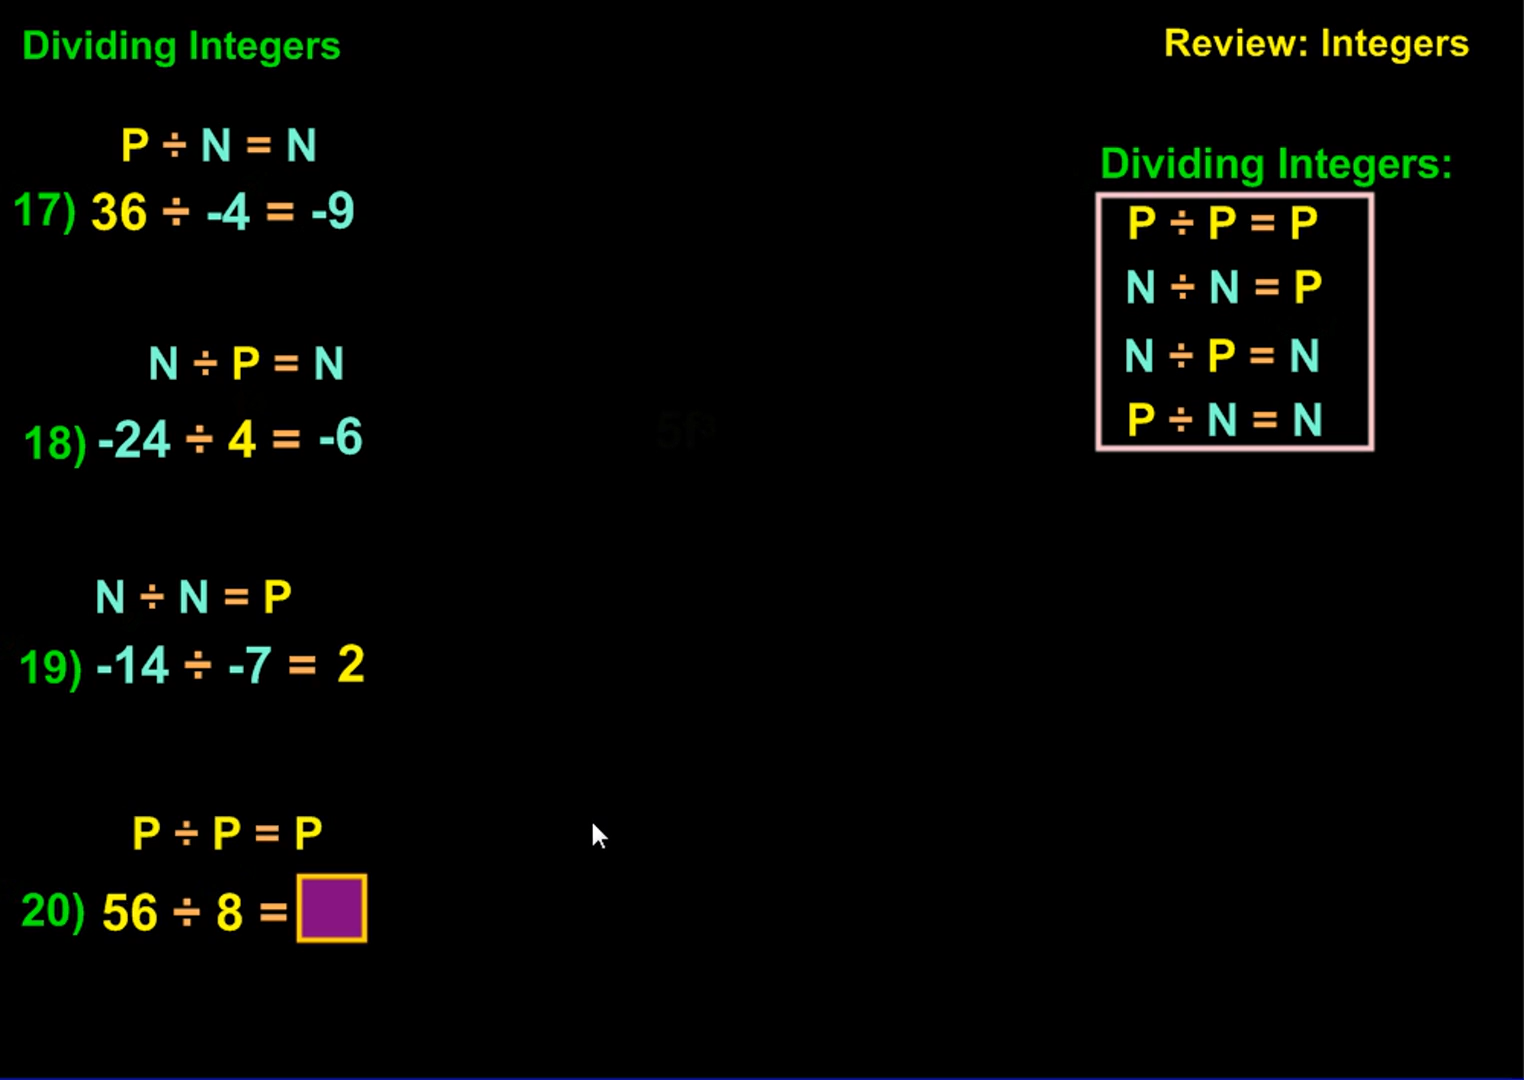 Dividing Integers
Review: Integers
P ÷ N = N
17) 36 ÷ -4 = -9
N ÷ P = N
18) -24 ÷ 4 = -6
N ÷ N = P
19) -14 ÷ -7 = 2
P ÷ P = P
20) 56 ÷ 8 =
Dividing Integers:
P ÷ P = P
N ÷ N = P
N ÷ P = N
P ÷ N = N